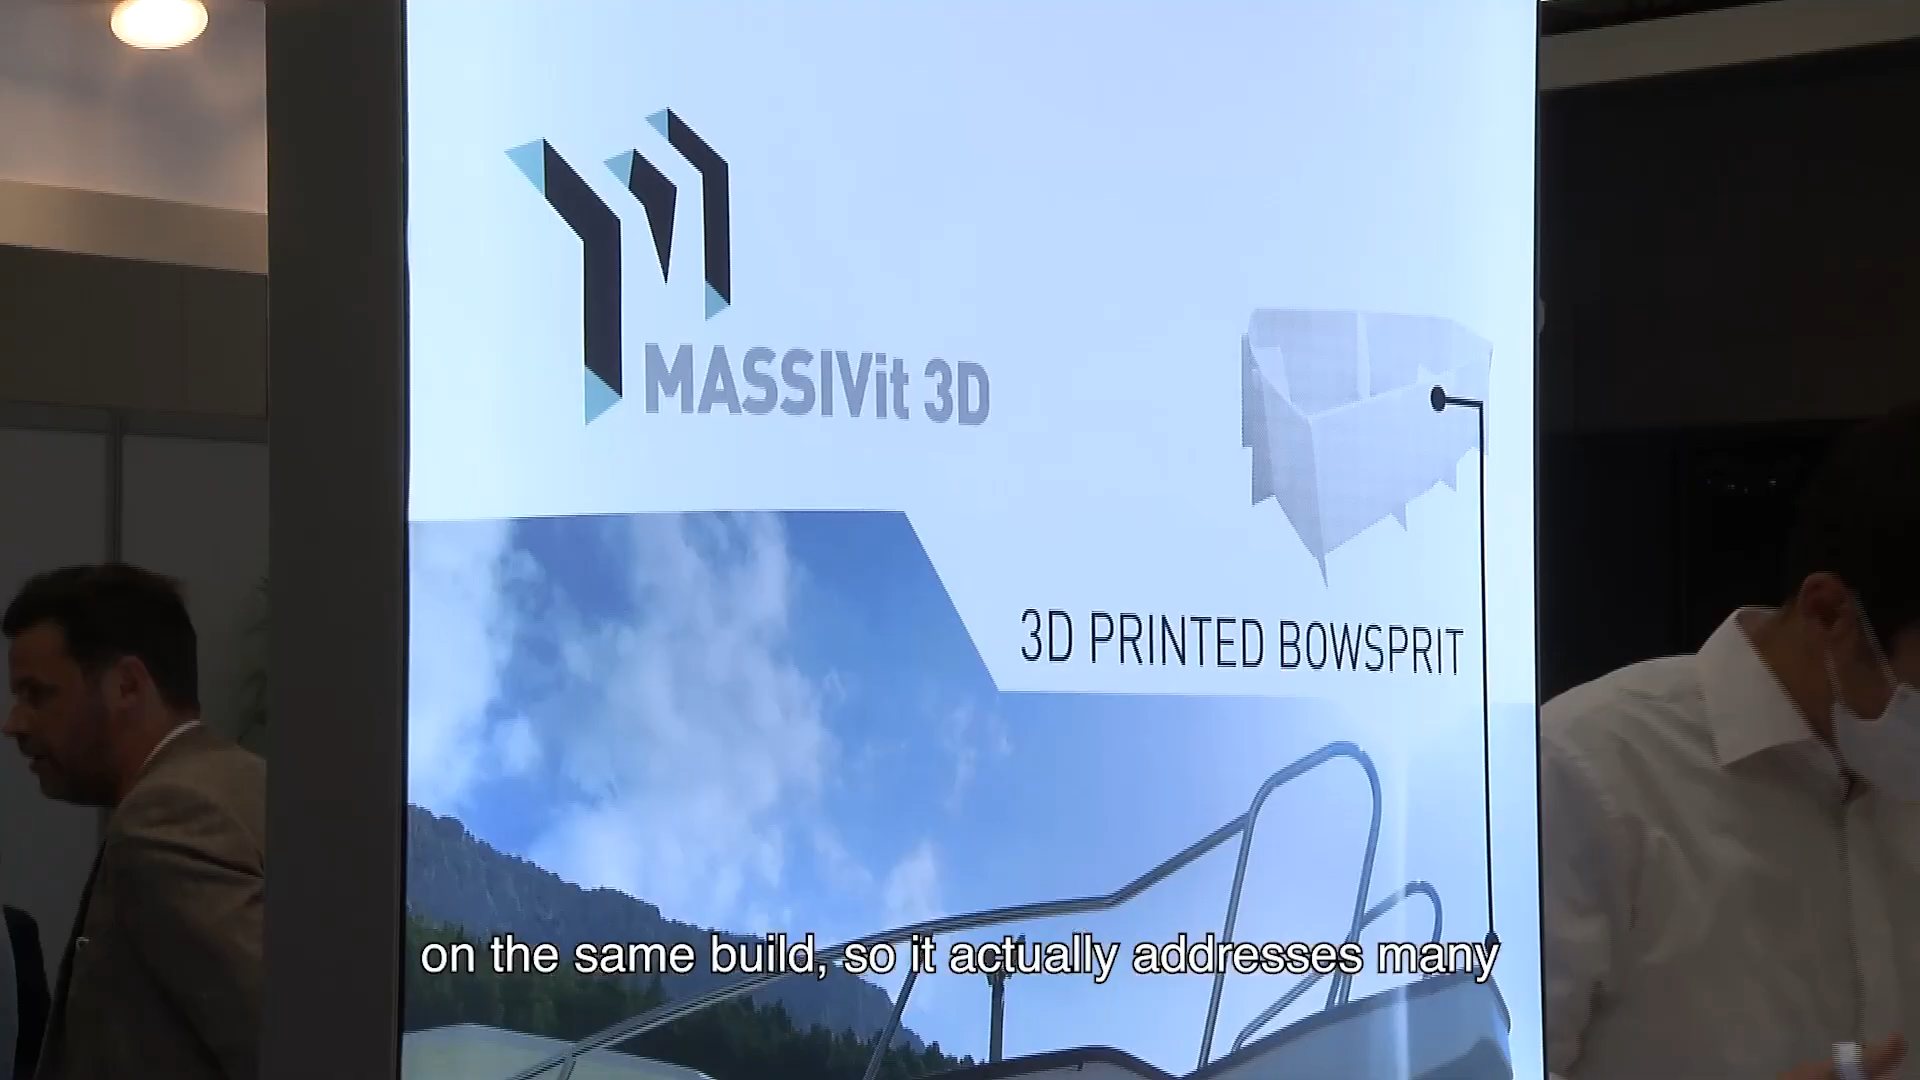 MASSIVit 3D
3D PRINTED BOWSPRIT
on the same build, so it actually addresses many